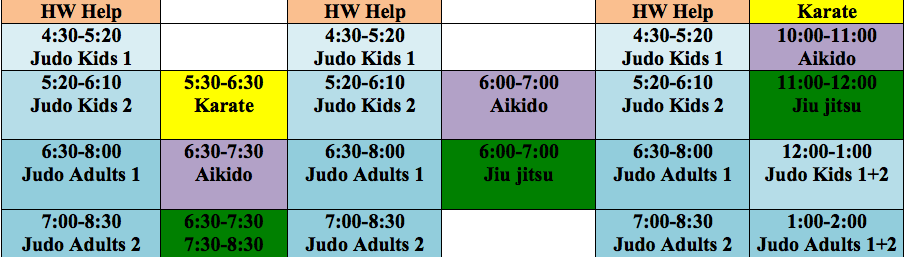 HW Help HW Help HW Help Karate
4:30-5:20 4:30-5:20 4:30-5:20 10:00-11:00
Judo Kids 1 Judo Kids 1 Judo Kids 1 Aikido
5:20-6:10 5:30-6:30 5:20-6:10 6:00-7:00 5:20-6:10 11:00-12:00
Judo Kids 2 Karate Judo Kids 2 Aikido Judo Kids 2 Jiu jitsu
6:30-8:00 6:30-7:30 6:30-8:00 6:00-7:00 6:30-8:00 12:00-1:00
Judo Adults 1 Aikido Judo Adults 1 Jiu jitsu Judo Adults 1 Judo Kids 1+2
7:00-8:30 6:30-7:30 7:00-8:30 7:00-8:30 1:00-2:00
Judo Adults 2 7:30-8:30 Judo Adults 2 Judo Adults 2 Judo Adults 1+2